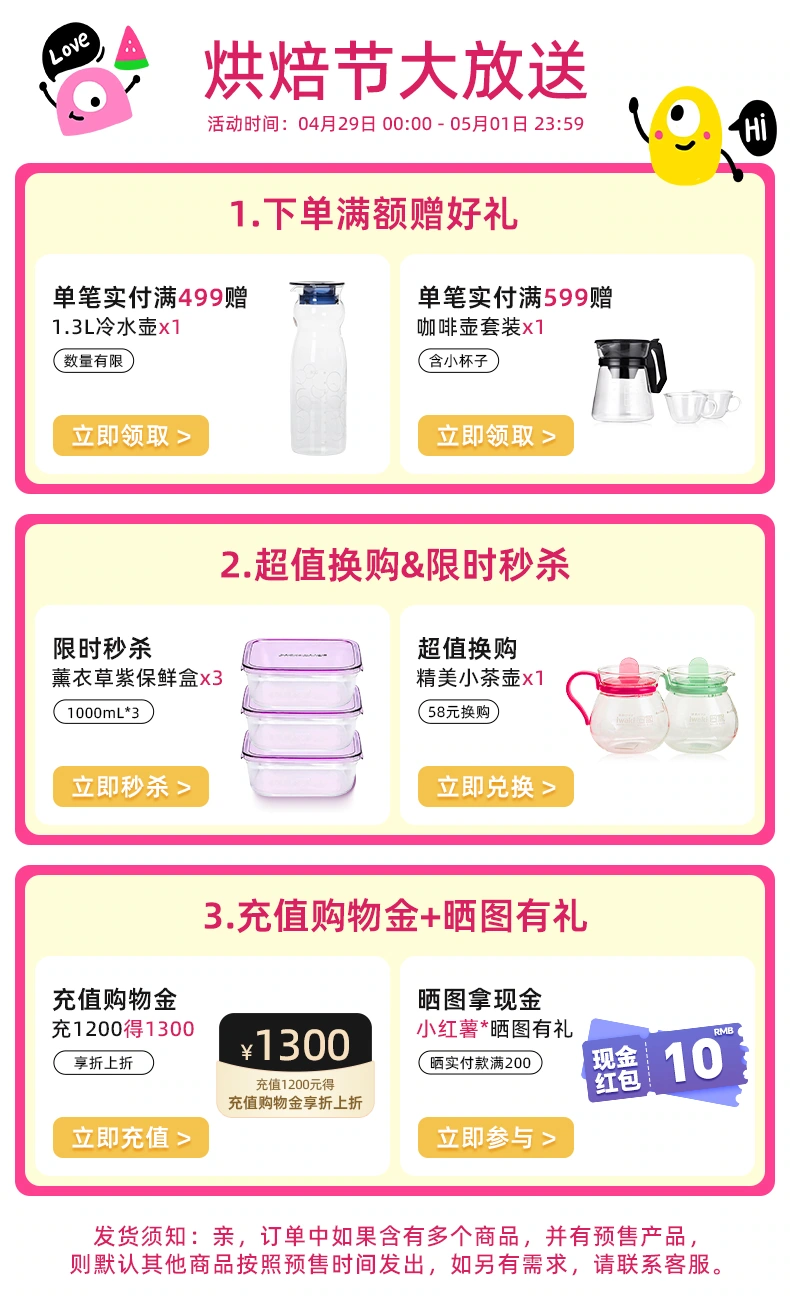 Love
烘焙节大放送
活动时间：04月29日 00:00 - 05月01日 23:59
Hi
1.下单满额赠好礼
单笔实付满499赠
1.3L冷水壶x1
数量有限
立即领取 >
单笔实付满599赠
咖啡壶套装x1
含小杯子
立即领取 >
2.超值换购&限时秒杀
限时秒杀
薰衣草紫保鲜盒x3
1000mL*3
立即秒杀 >
超值换购
精美小茶壶x1
58元换购
立即兑换 >
3.充值购物金+晒图有礼
充值购物金
充1200得1300
享折上折
¥1300
充值1200元得
充值购物金享折上折
立即充值 >
晒图拿现金
小红薯*晒图有礼
晒实付款满200
现金
红包
10
RMB
立即参与 >
发货须知：亲，订单中如果含有多个商品，并有预售产品，
则默认其他商品按照预售时间发出，如另有需求，请联系客服。